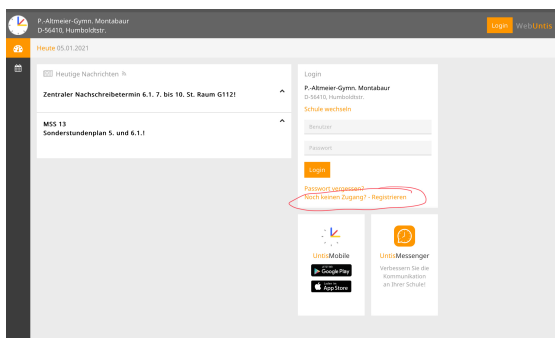 P.-Altmeier-Gymn. Montabaur
D-56410, Humboldtstr.
Login
WebUntis
Heute 05.01.2021
Heutige Nachrichten
Zentraler Nachschreibetermin 6.1. 7. bis 10. St. Raum G112!
MSS 13
Sonderstundenplan 5. und 6.1.!
Login
P.-Altmeier-Gymn. Montabaur
D-56410, Humboldtstr.
Schule wechseln
Benutzer
Passwort
Login
Passwort vergessen?
Noch keinen Zugang? - Registrieren
UntisMobile
Google Play
App Store
UntisMessenger
Verbessern Sie die
Kommunikation
an Ihrer Schule!